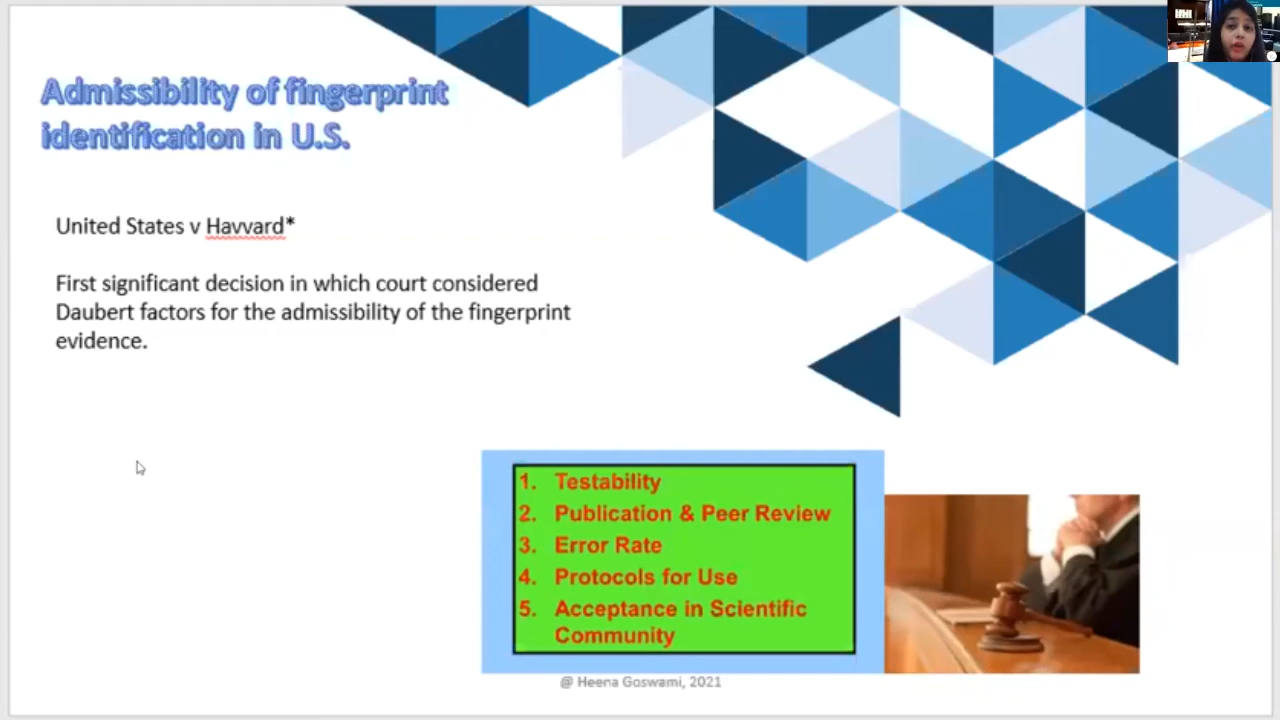 Admissibility of fingerprint
identification in U.S.
United States v Havvard*
First significant decision in which court considered
Daubert factors for the admissibility of the fingerprint
evidence.
1. Testability
2. Publication & Peer Review
3. Error Rate
4. Protocols for Use
5. Acceptance in Scientific
Community
@ Heena Goswami, 2021